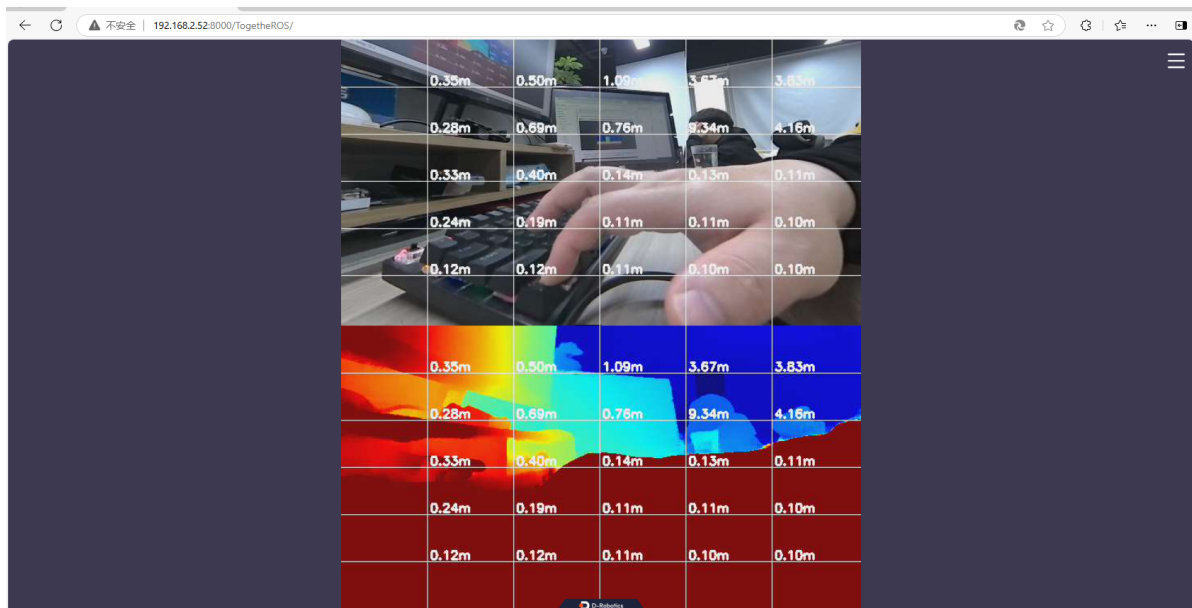 不安全 192.168.2.52:8000/TogetheROS/
0.35m 0.50m 1.09m 3.67m 3.83m
0.28m 0.69m 0.76m 9.34m 4.16m
0.33m 0.40m 0.14m 0.13m 0.11m
0.24m 0.19m 0.11m 0.11m 0.10m
0.12m 0.12m 0.11m 0.10m 0.10m
0.35m 0.50m 1.09m 3.67m 3.83m
0.28m 0.69m 0.76m 9.34m 4.16m
0.33m 0.40m 0.14m 0.13m 0.11m
0.24m 0.19m 0.11m 0.11m 0.10m
0.12m 0.12m 0.11m 0.10m 0.10m
D-Robotics